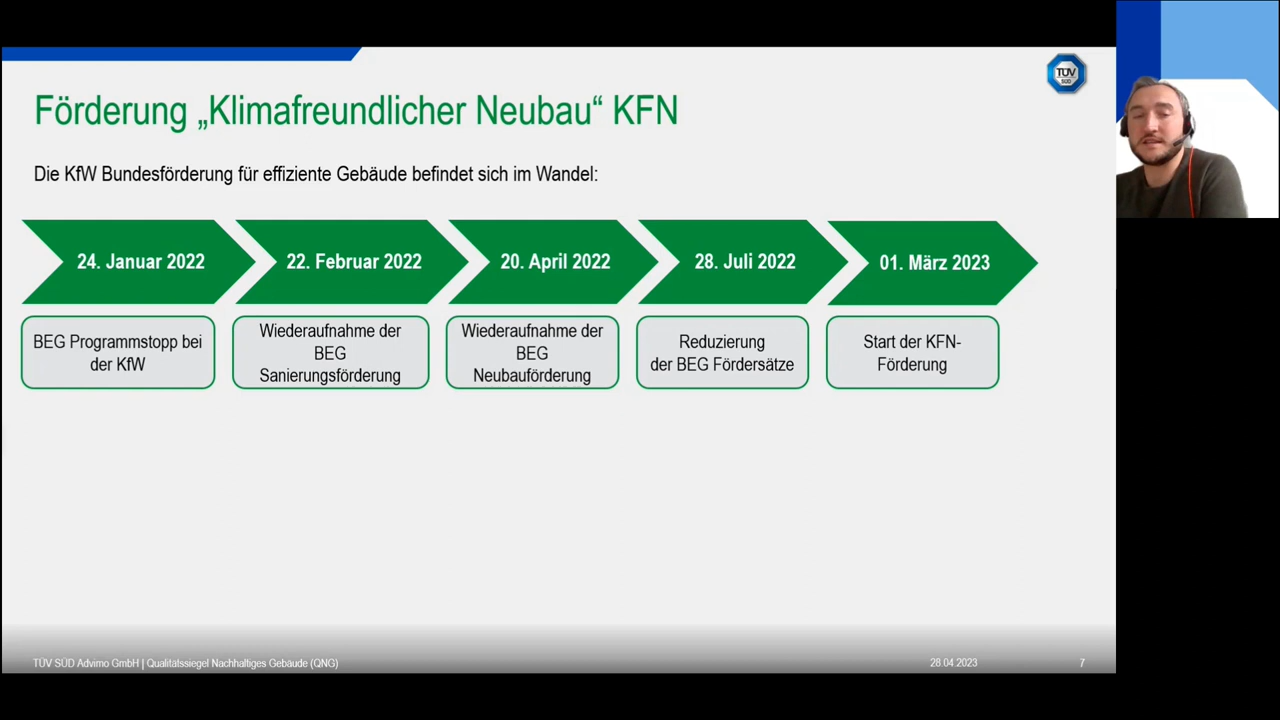 TÜV
SÜD
Förderung „Klimafreundlicher Neubau“ KFN
Die KfW Bundesförderung für effiziente Gebäude befindet sich im Wandel:
24. Januar 2022
22. Februar 2022
20. April 2022
28. Juli 2022
01. März 2023
BEG Programmstopp bei
der KfW
Wiederaufnahme der
BEG
Sanierungsförderung
Wiederaufnahme der
BEG
Neubauförderung
Reduzierung
der BEG Fördersätze
Start der KFN-
Förderung
TÜV SÜD Advimo GmbH | Qualitätssiegel Nachhaltiges Gebäude (QNG)
28.04.2023
7